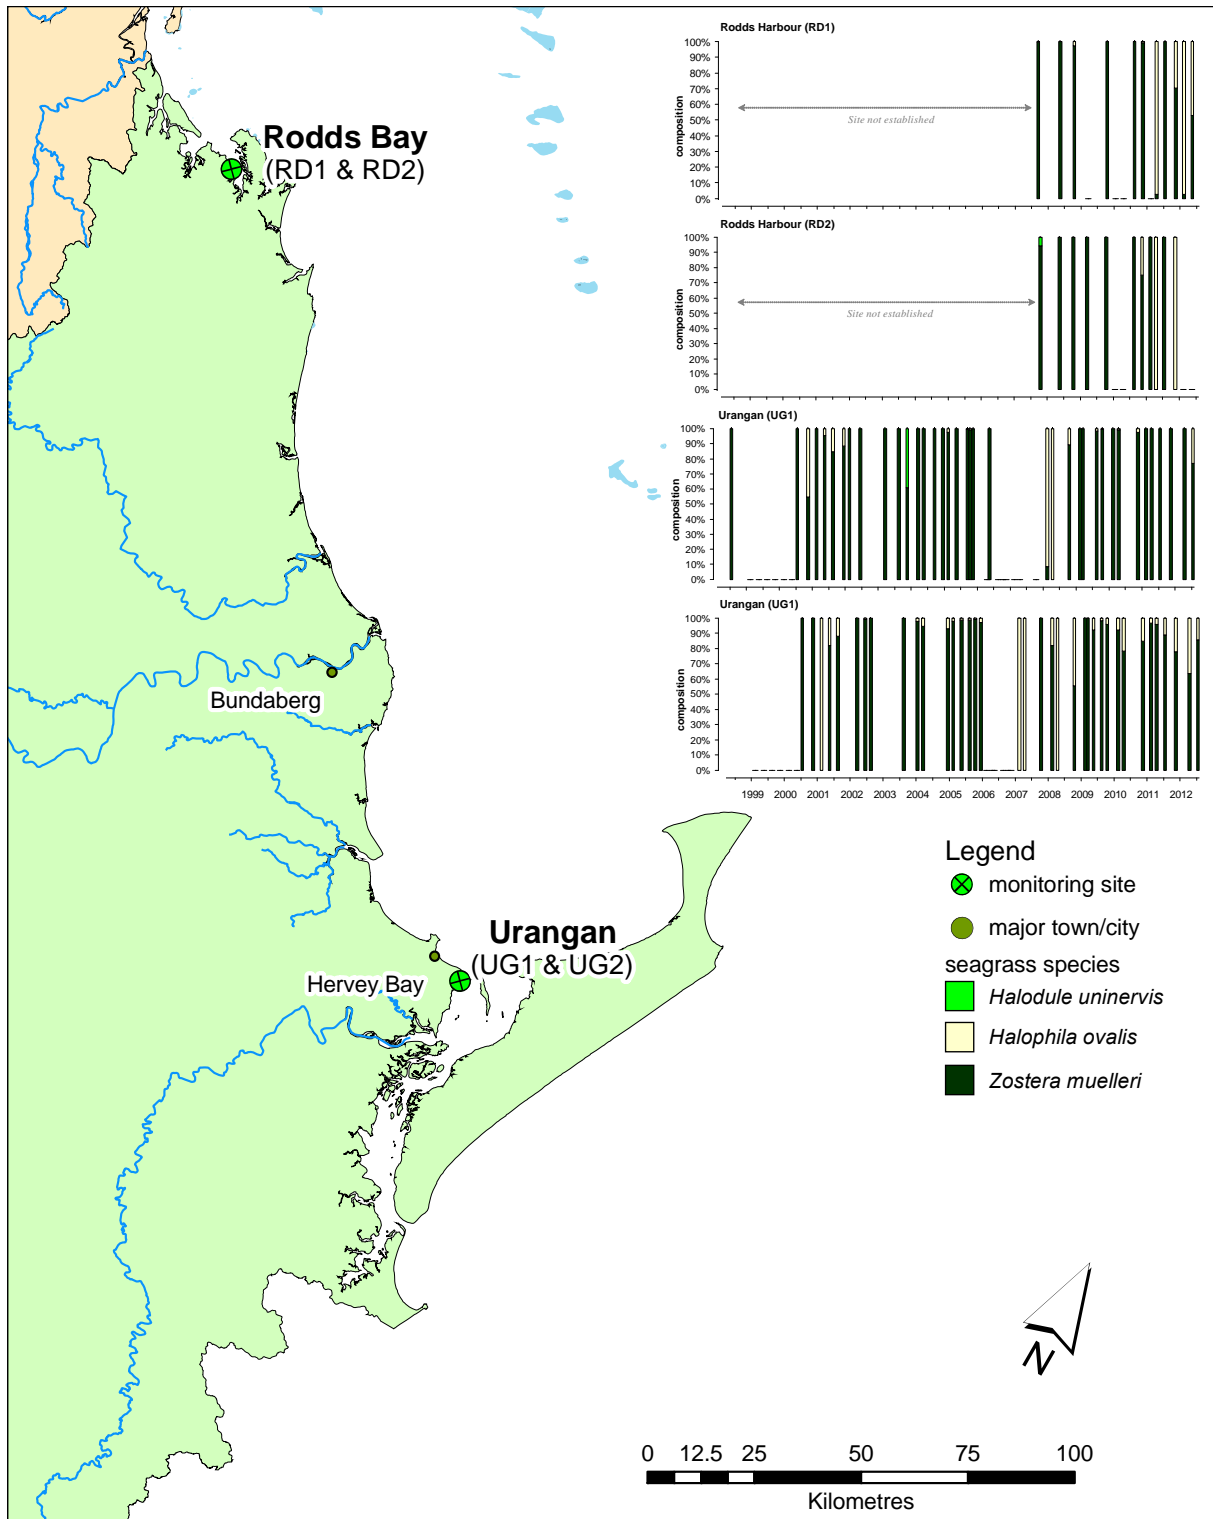 Rodds Harbour (RD1)
100%
90%
80%
70%
60%
50%
40%
30%
20%
10%
0%
composition
Site not established
Rodds Harbour (RD2)
100%
90%
80%
70%
60%
50%
40%
30%
20%
10%
0%
composition
Site not established
Urangan (UG1)
100%
90%
80%
70%
60%
50%
40%
30%
20%
10%
0%
composition
Urangan (UG1)
100%
90%
80%
70%
60%
50%
40%
30%
20%
10%
0%
composition
1999 2000 2001 2002 2003 2004 2005 2006 2007 2008 2009 2010 2011 2012
Rodds Bay
(RD1 & RD2)
Bundaberg
Urangan
(UG1 & UG2)
Hervey Bay
Legend
monitoring site
major town/city
seagrass species
Halodule uninervis
Halophila ovalis
Zostera muelleri
N
0 12.5 25 50 75 100
Kilometres